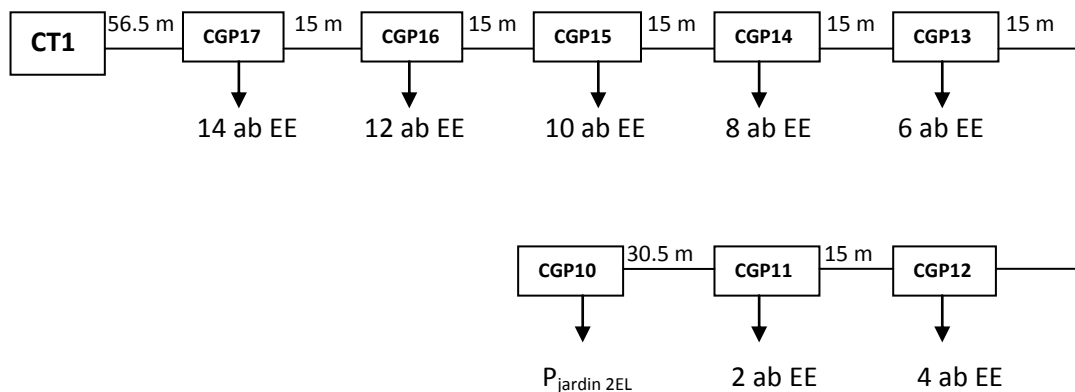 56.5 m 15 m 15 m 15 m 15 m 15 m
CT1 CGP17 CGP16 CGP15 CGP14 CGP13
14 ab EE 12 ab EE 10 ab EE 8 ab EE 6 ab EE
30.5 m 15 m
CGP10 CGP11 CGP12
Pjardin 2EL 2 ab EE 4 ab EE